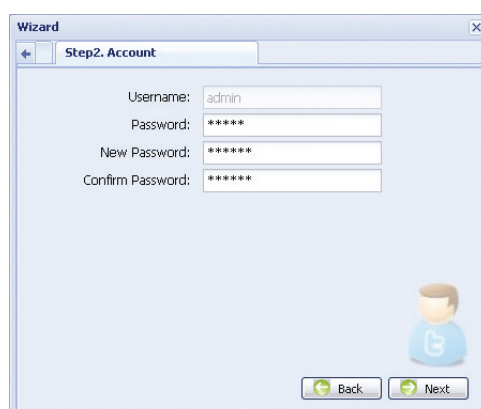 Wizard
Step2. Account
Username: admin
Password: *****
New Password: ******
Confirm Password: ******
Back Next